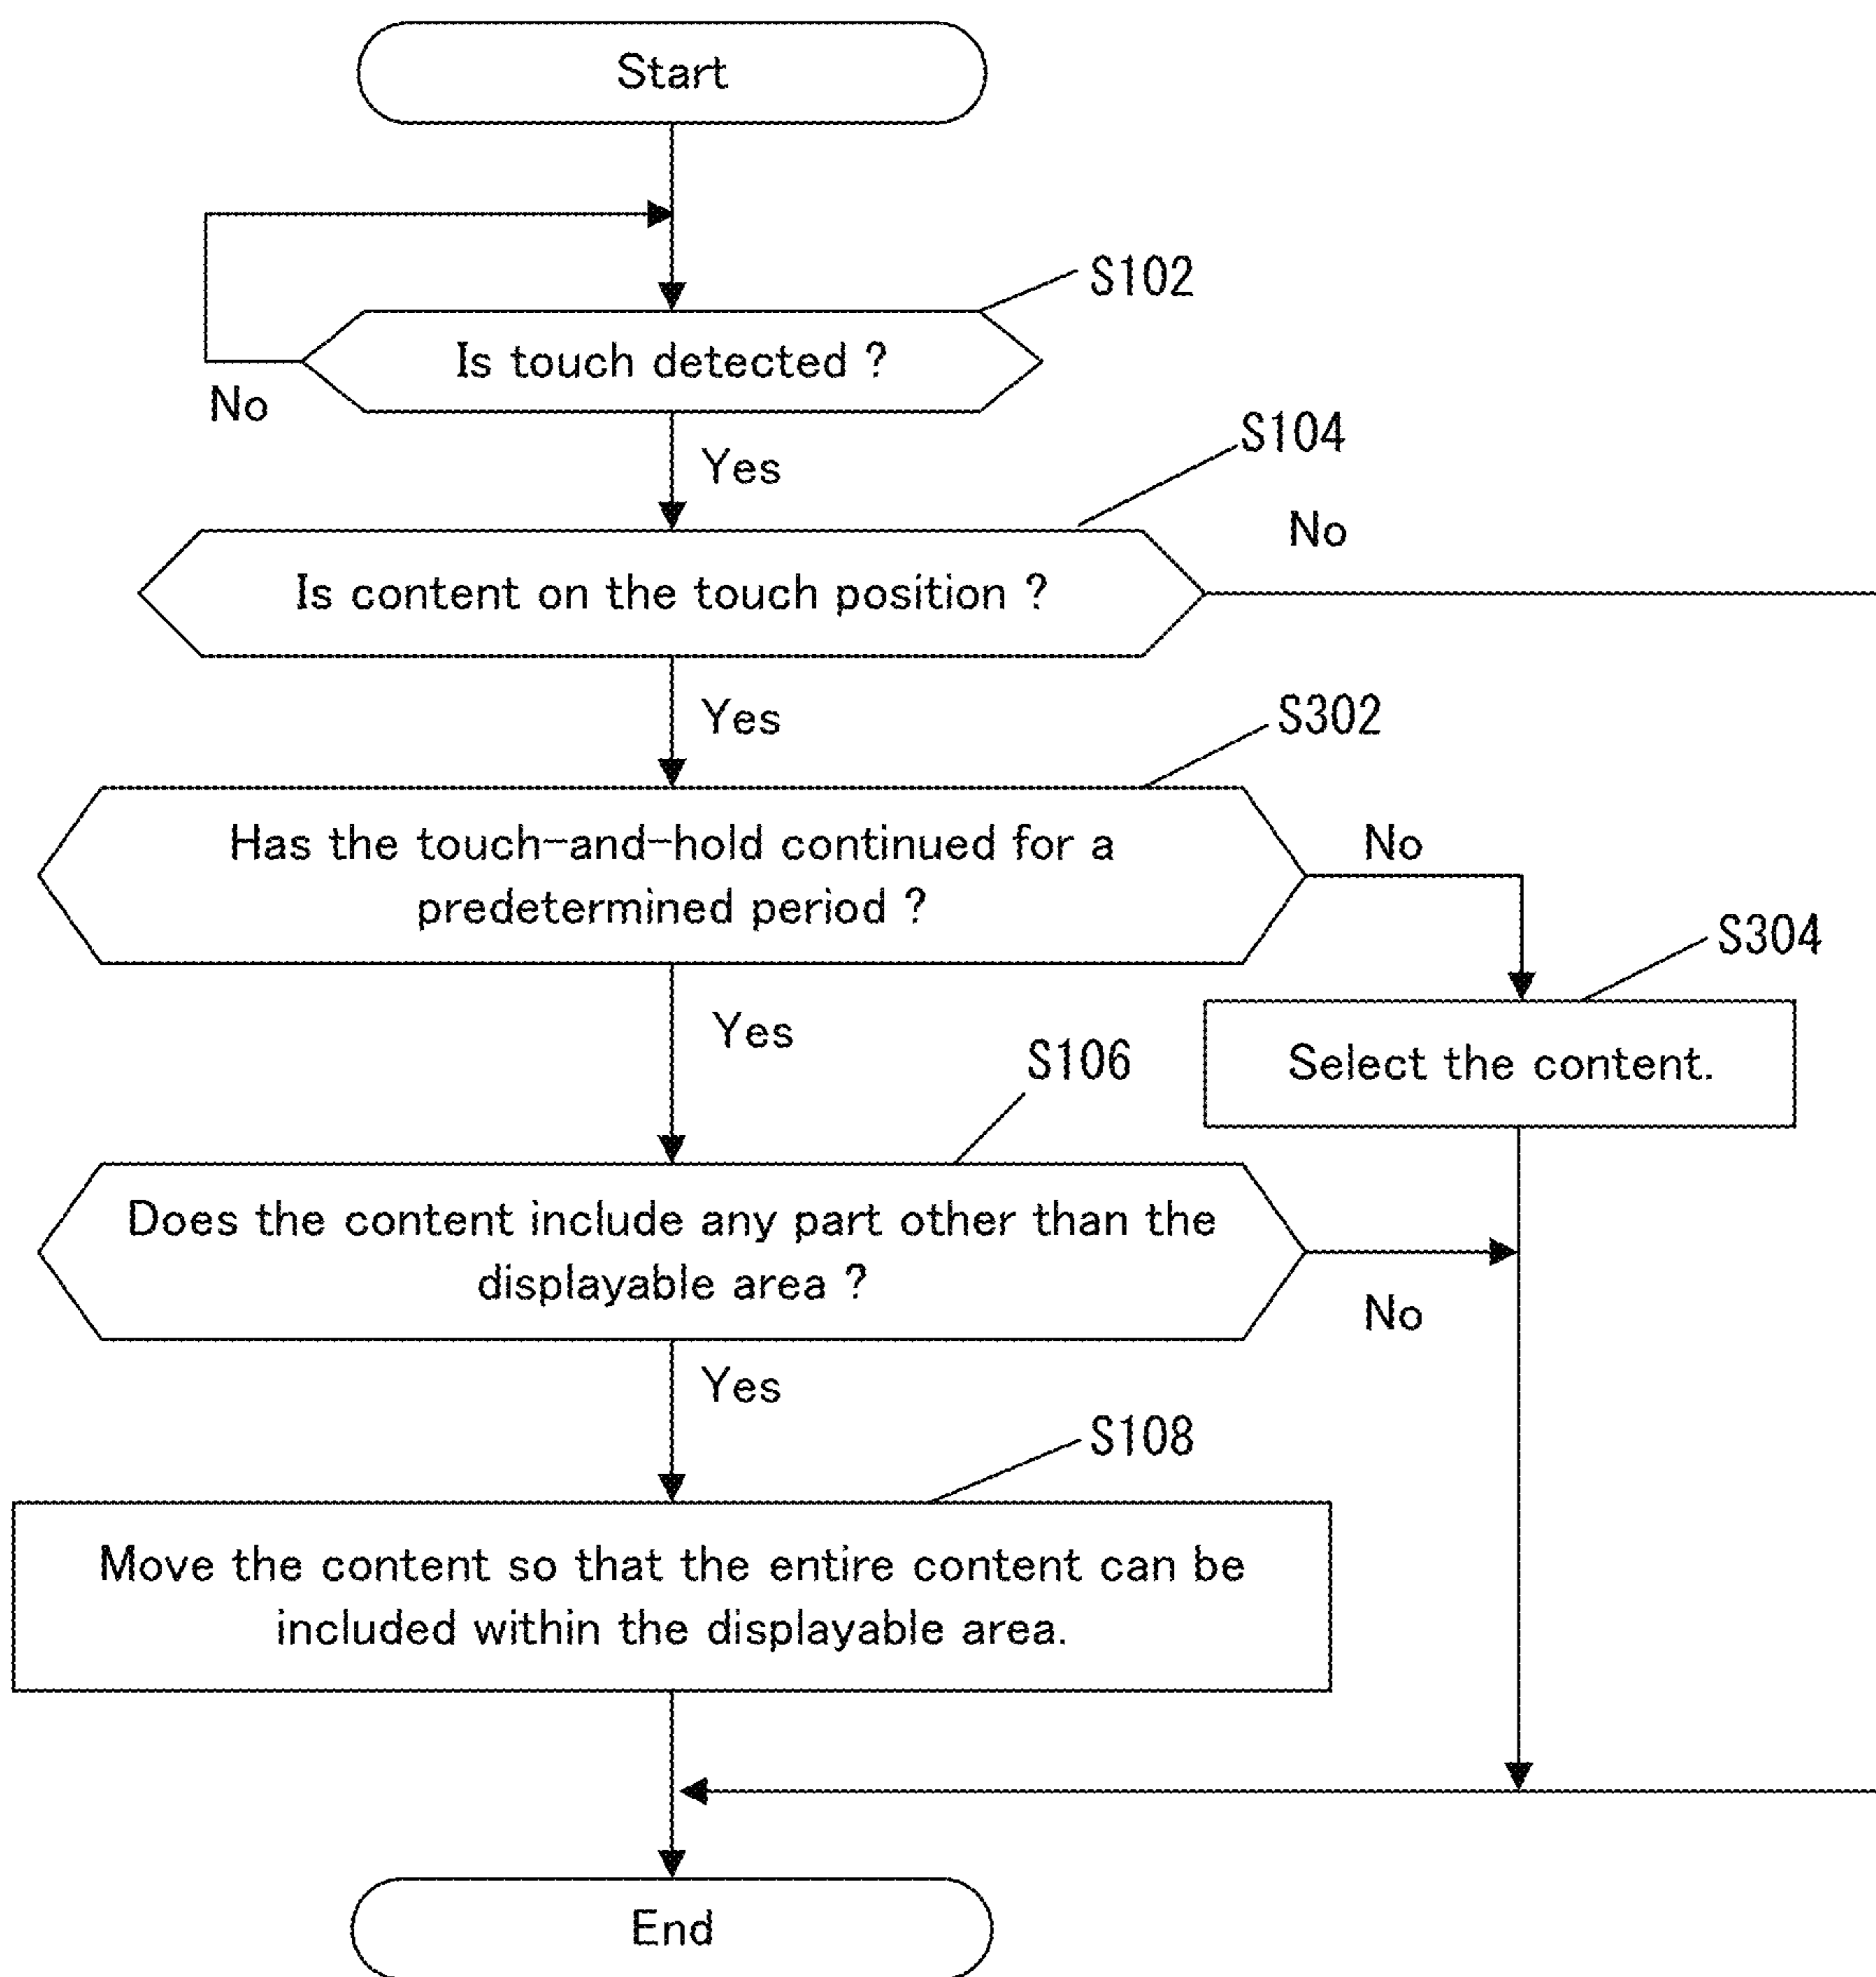 Start
S102
Is touch detected ?
No
Yes
S104
No
Is content on the touch position ?
Yes
S302
Has the touch-and-hold continued for a
predetermined period ?
No
S304
Yes
Select the content.
S106
Does the content include any part other than the
displayable area ?
No
Yes
S108
Move the content so that the entire content can be
included within the displayable area.
End